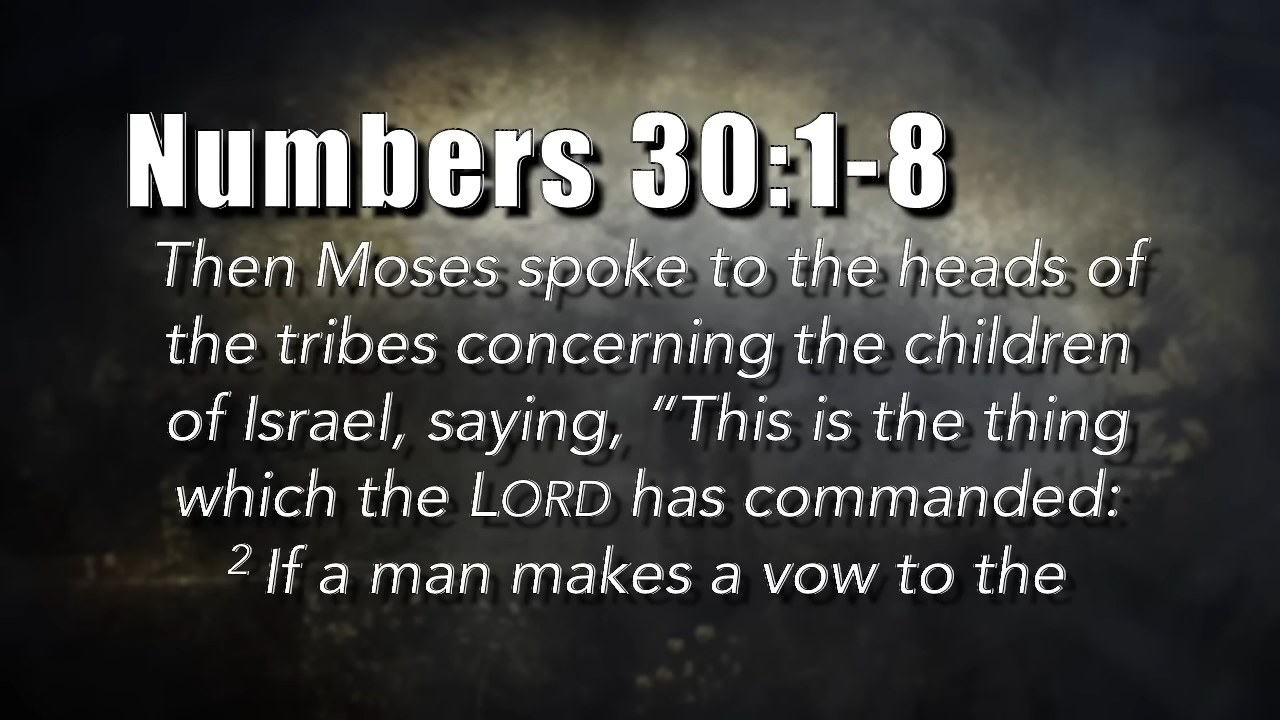 Numbers 30:1-8
Then Moses spoke to the heads of
the tribes concerning the children
of Israel, saying, “This is the thing
which the LORD has commanded:
² If a man makes a vow to the